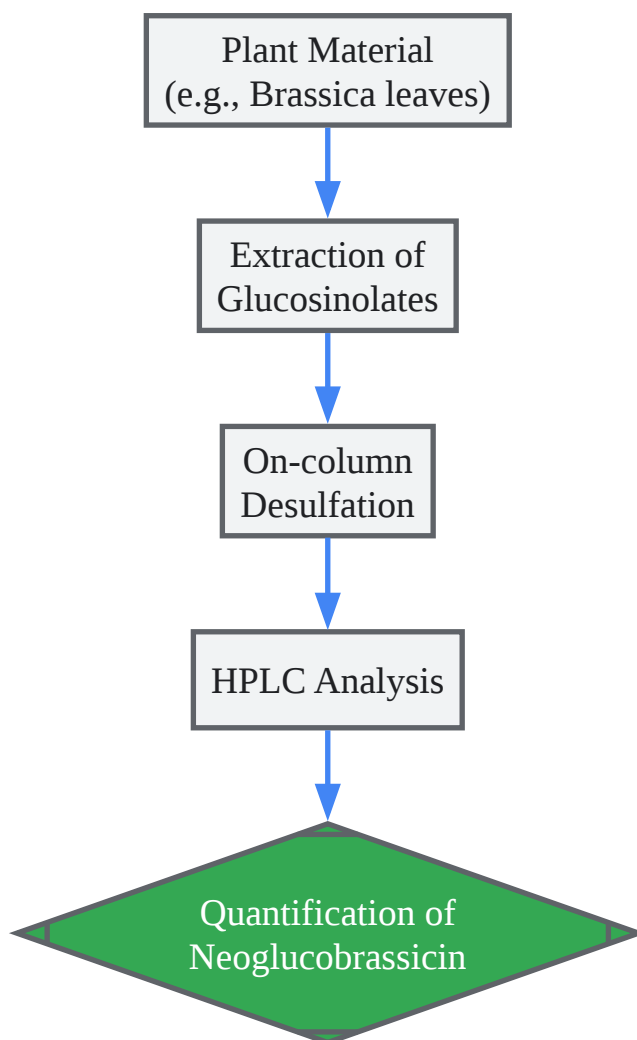 Plant Material
(e.g., Brassica leaves)
Extraction of
Glucosinolates
On-column
Desulfation
HPLC Analysis
Quantification of
Neoglucobrassicin